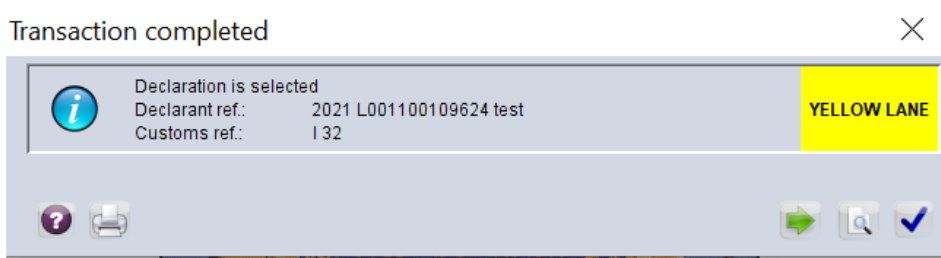 Transaction completed
Declaration is selected
Declarant ref.: 2021 L001100109624 test
Customs ref.: I 32
YELLOW LANE